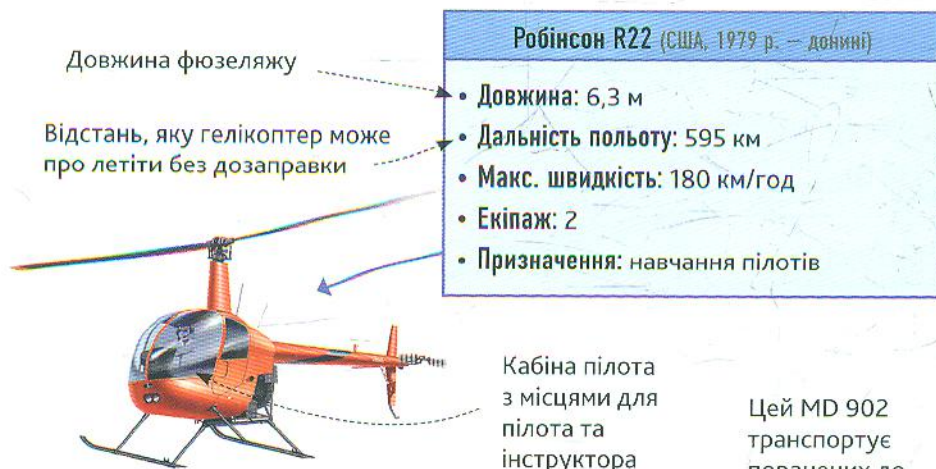 Робінсон R22 (США, 1979 р. – донині)
Довжина фюзеляжу
• Довжина: 6,3 м
Відстань, яку гелікоптер може
про летіти без дозаправки
• Дальність польоту: 595 км
• Макс. швидкість: 180 км/год
• Екіпаж: 2
• Призначення: навчання пілотів
Кабіна пілота
з місцями для
пілота та
інструктора
Цей MD 902
транспортує